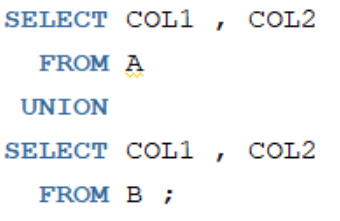 SELECT COL1 , COL2
FROM A
UNION
SELECT COL1 , COL2
FROM B ;